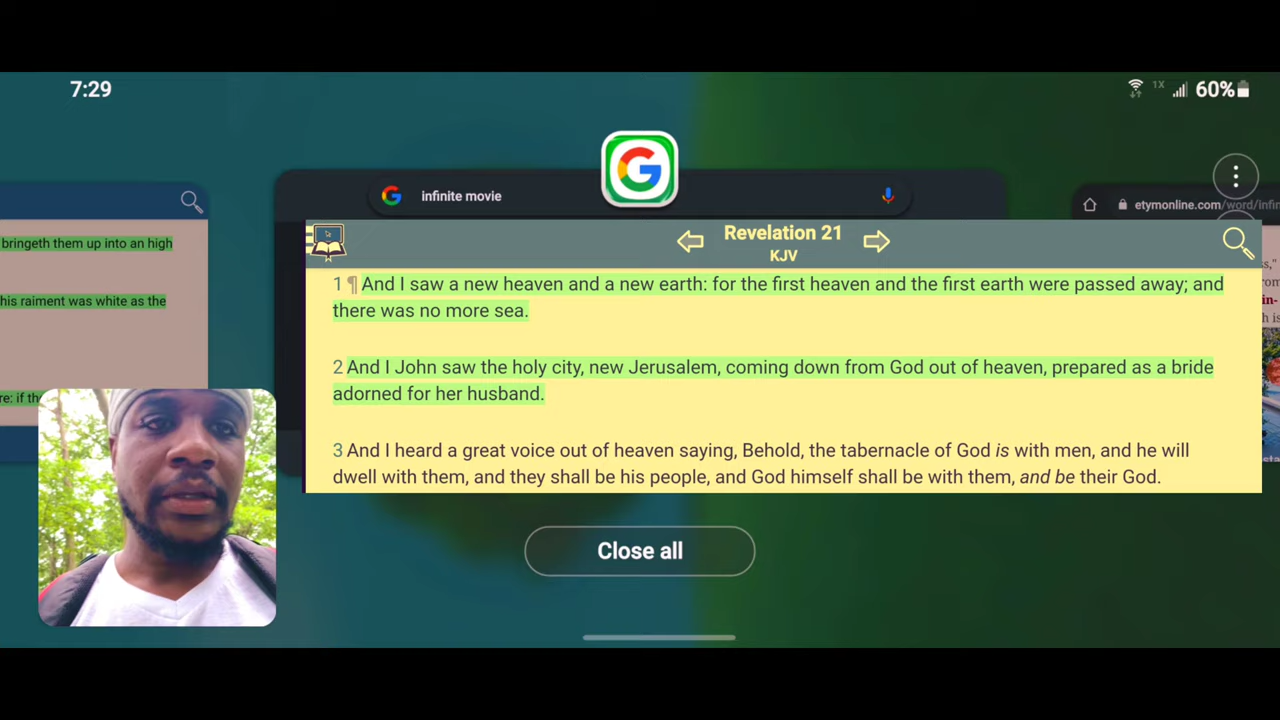 7:29
1X
60%
infinite movie
bringeth them up into an high
his raiment was white as the
re: if th
etymonline.com/word/infin
Revelation 21
KJV
1 ¶ And I saw a new heaven and a new earth: for the first heaven and the first earth were passed away; and
there was no more sea.
2 And I John saw the holy city, new Jerusalem, coming down from God out of heaven, prepared as a bride
adorned for her husband.
3 And I heard a great voice out of heaven saying, Behold, the tabernacle of God is with men, and he will
dwell with them, and they shall be his people, and God himself shall be with them, and be their God.
Close all